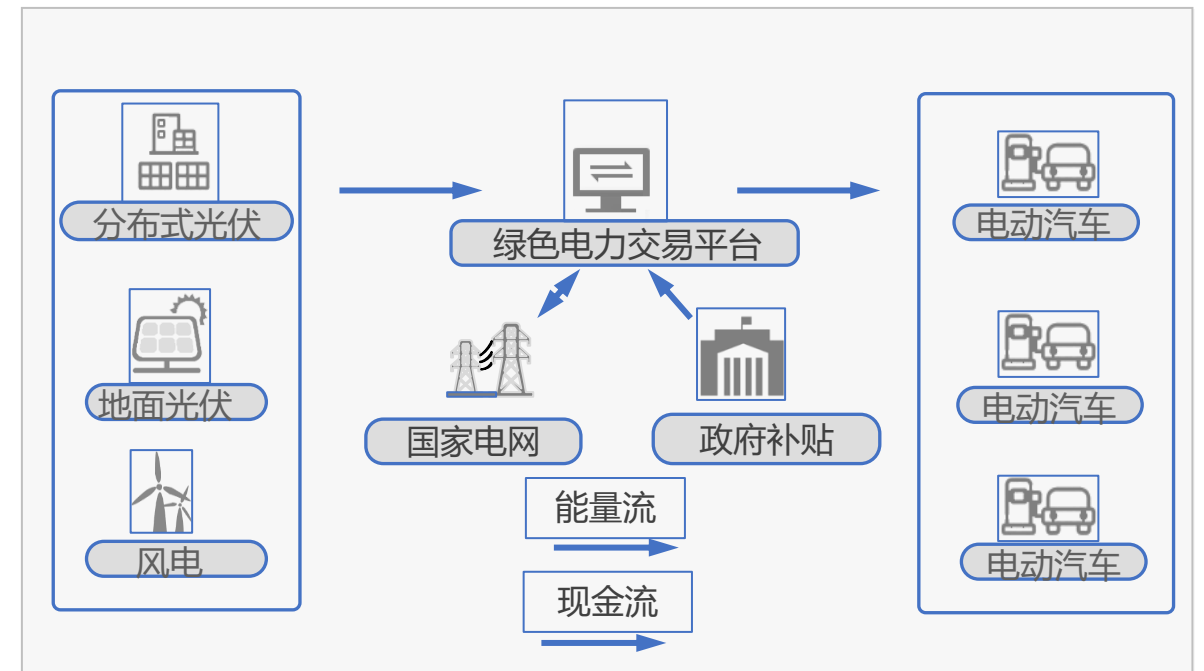 分布式光伏
地面光伏
风电
绿色电力交易平台
国家电网
政府补贴
能量流
现金流
电动汽车
电动汽车
电动汽车